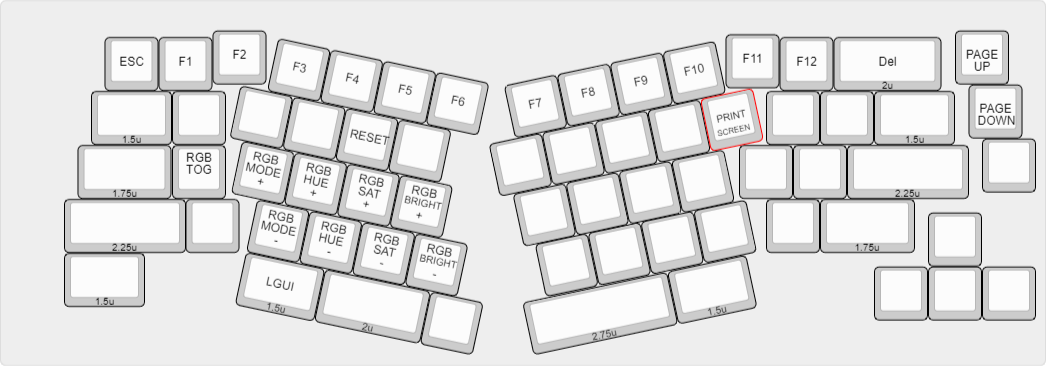 ESC
F1
F2
F3
F4
F5
F6
F7
F8
F9
F10
F11
F12
Del
2u
PAGE
UP
1.5u
RESET
PRINT
SCREEN
1.5u
PAGE
DOWN
1.75u
RGB
TOG
RGB
MODE
+
RGB
HUE
+
RGB
SAT
+
RGB
BRIGHT
+
2.25u
2.25u
RGB
MODE
-
RGB
HUE
-
RGB
SAT
-
RGB
BRIGHT
-
1.75u
1.5u
LGUI
1.5u
2u
2.75u
1.5u